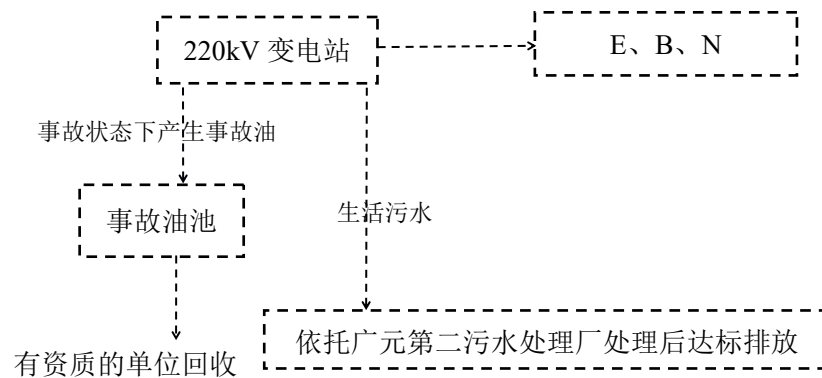 220kV 变电站
E、B、N
事故状态下产生事故油
事故油池
生活污水
依托广元第二污水处理厂处理后达标排放
有资质的单位回收